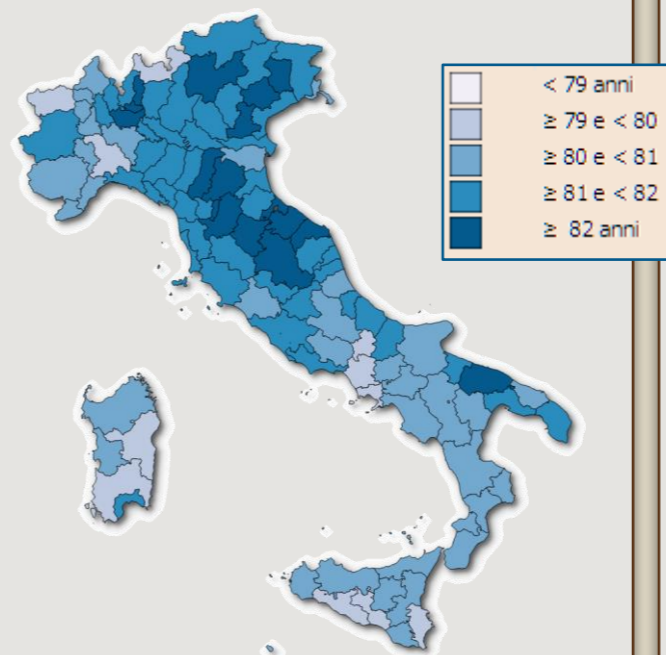 < 79 anni
≥ 79 e < 80
≥ 80 e < 81
≥ 81 e < 82
≥ 82 anni